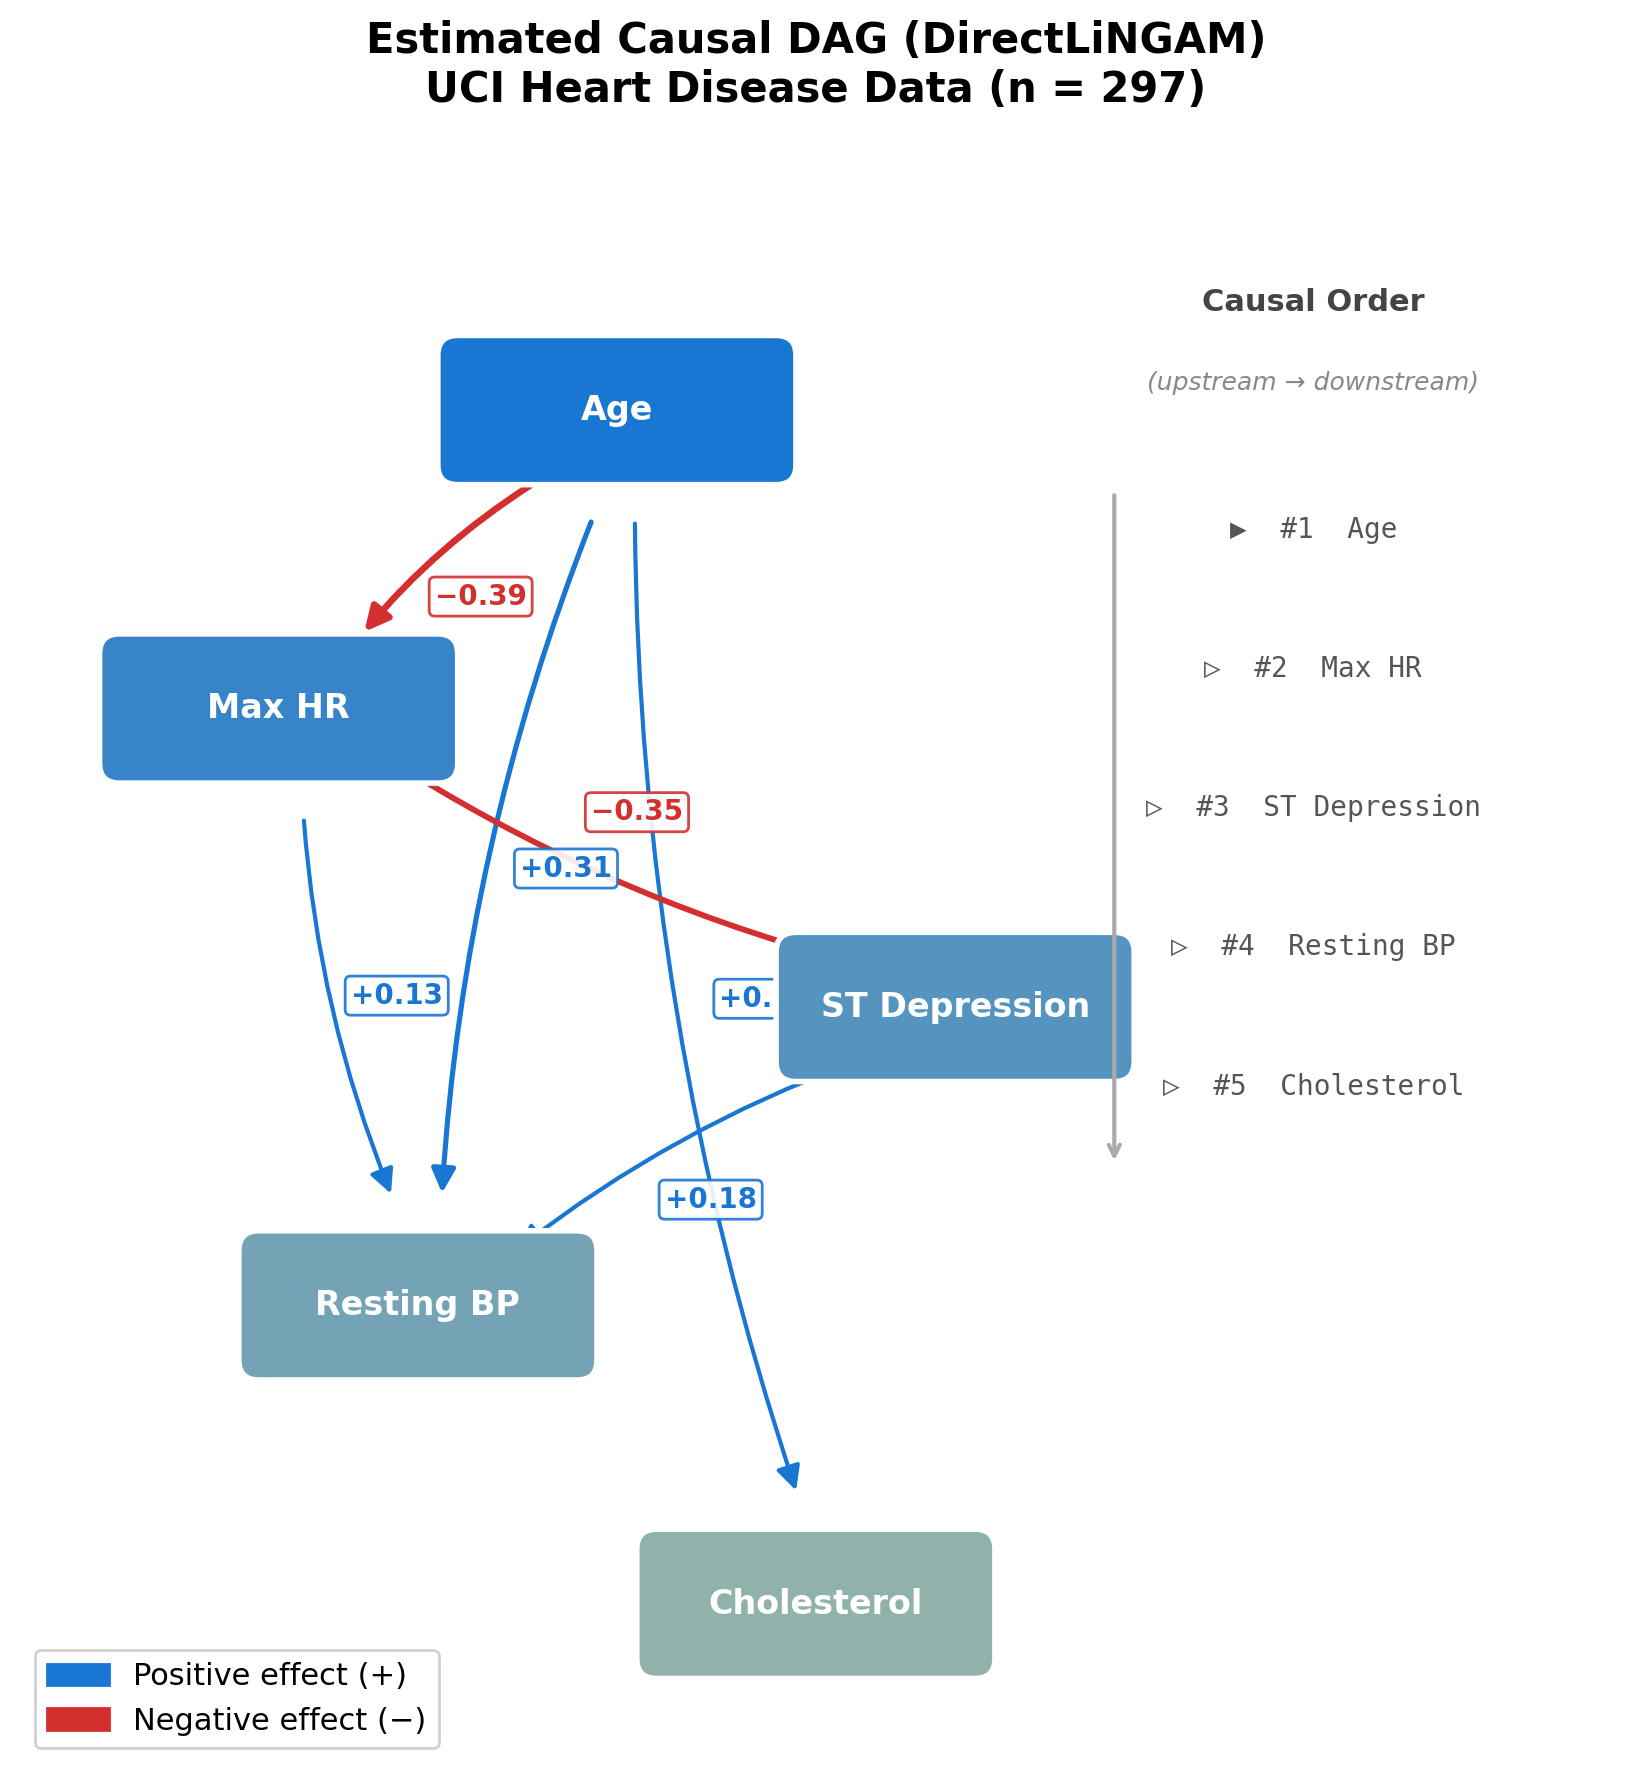 Estimated Causal DAG (DirectLiNGAM)
UCI Heart Disease Data (n = 297)
Causal Order
(upstream → downstream)
Age
▶ #1 Age
−0.39
▷ #2 Max HR
Max HR
−0.35
▷ #3 ST Depression
+0.31
▷ #4 Resting BP
+0.13
+0.
ST Depression
▷ #5 Cholesterol
+0.18
Resting BP
Cholesterol
Positive effect (+)
Negative effect (−)